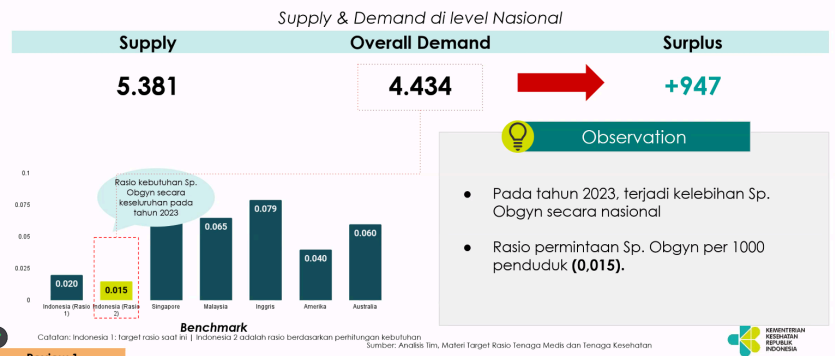 Supply & Demand di level Nasional
Supply
Overall Demand
Surplus
5.381
4.434
+947
Observation
● Pada tahun 2023, terjadi kelebihan Sp.
Obgyn secara nasional
● Rasio permintaan Sp. Obgyn per 1000
penduduk (0,015).
Rasio kebutuhan Sp.
Obgyn secara
keseluruhan pada
tahun 2023
0.1
0.075
0.05
0.025
0
0.020
0.015
0.065
0.079
0.040
0.060
Indonesia (Rasio
1)
Indonesia (Rasio
2)
Singapore
Malaysia
Inggris
Amerika
Australia
Benchmark
Catatan: Indonesia 1: target rasio saat ini | Indonesia 2 adalah rasio berdasarkan perhitungan kebutuhan
Sumber: Analisis Tim, Materi Target Rasio Tenaga Medis dan Tenaga Kesehatan
KEMENTERIAN
KESEHATAN
REPUBLIK
INDONESIA